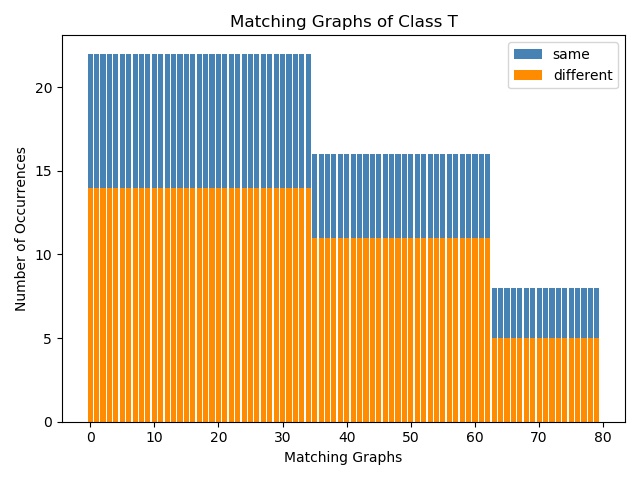 Matching Graphs of Class T
same
different
Number of Occurrences
20
15
10
5
0
0 10 20 30 40 50 60 70 80
Matching Graphs